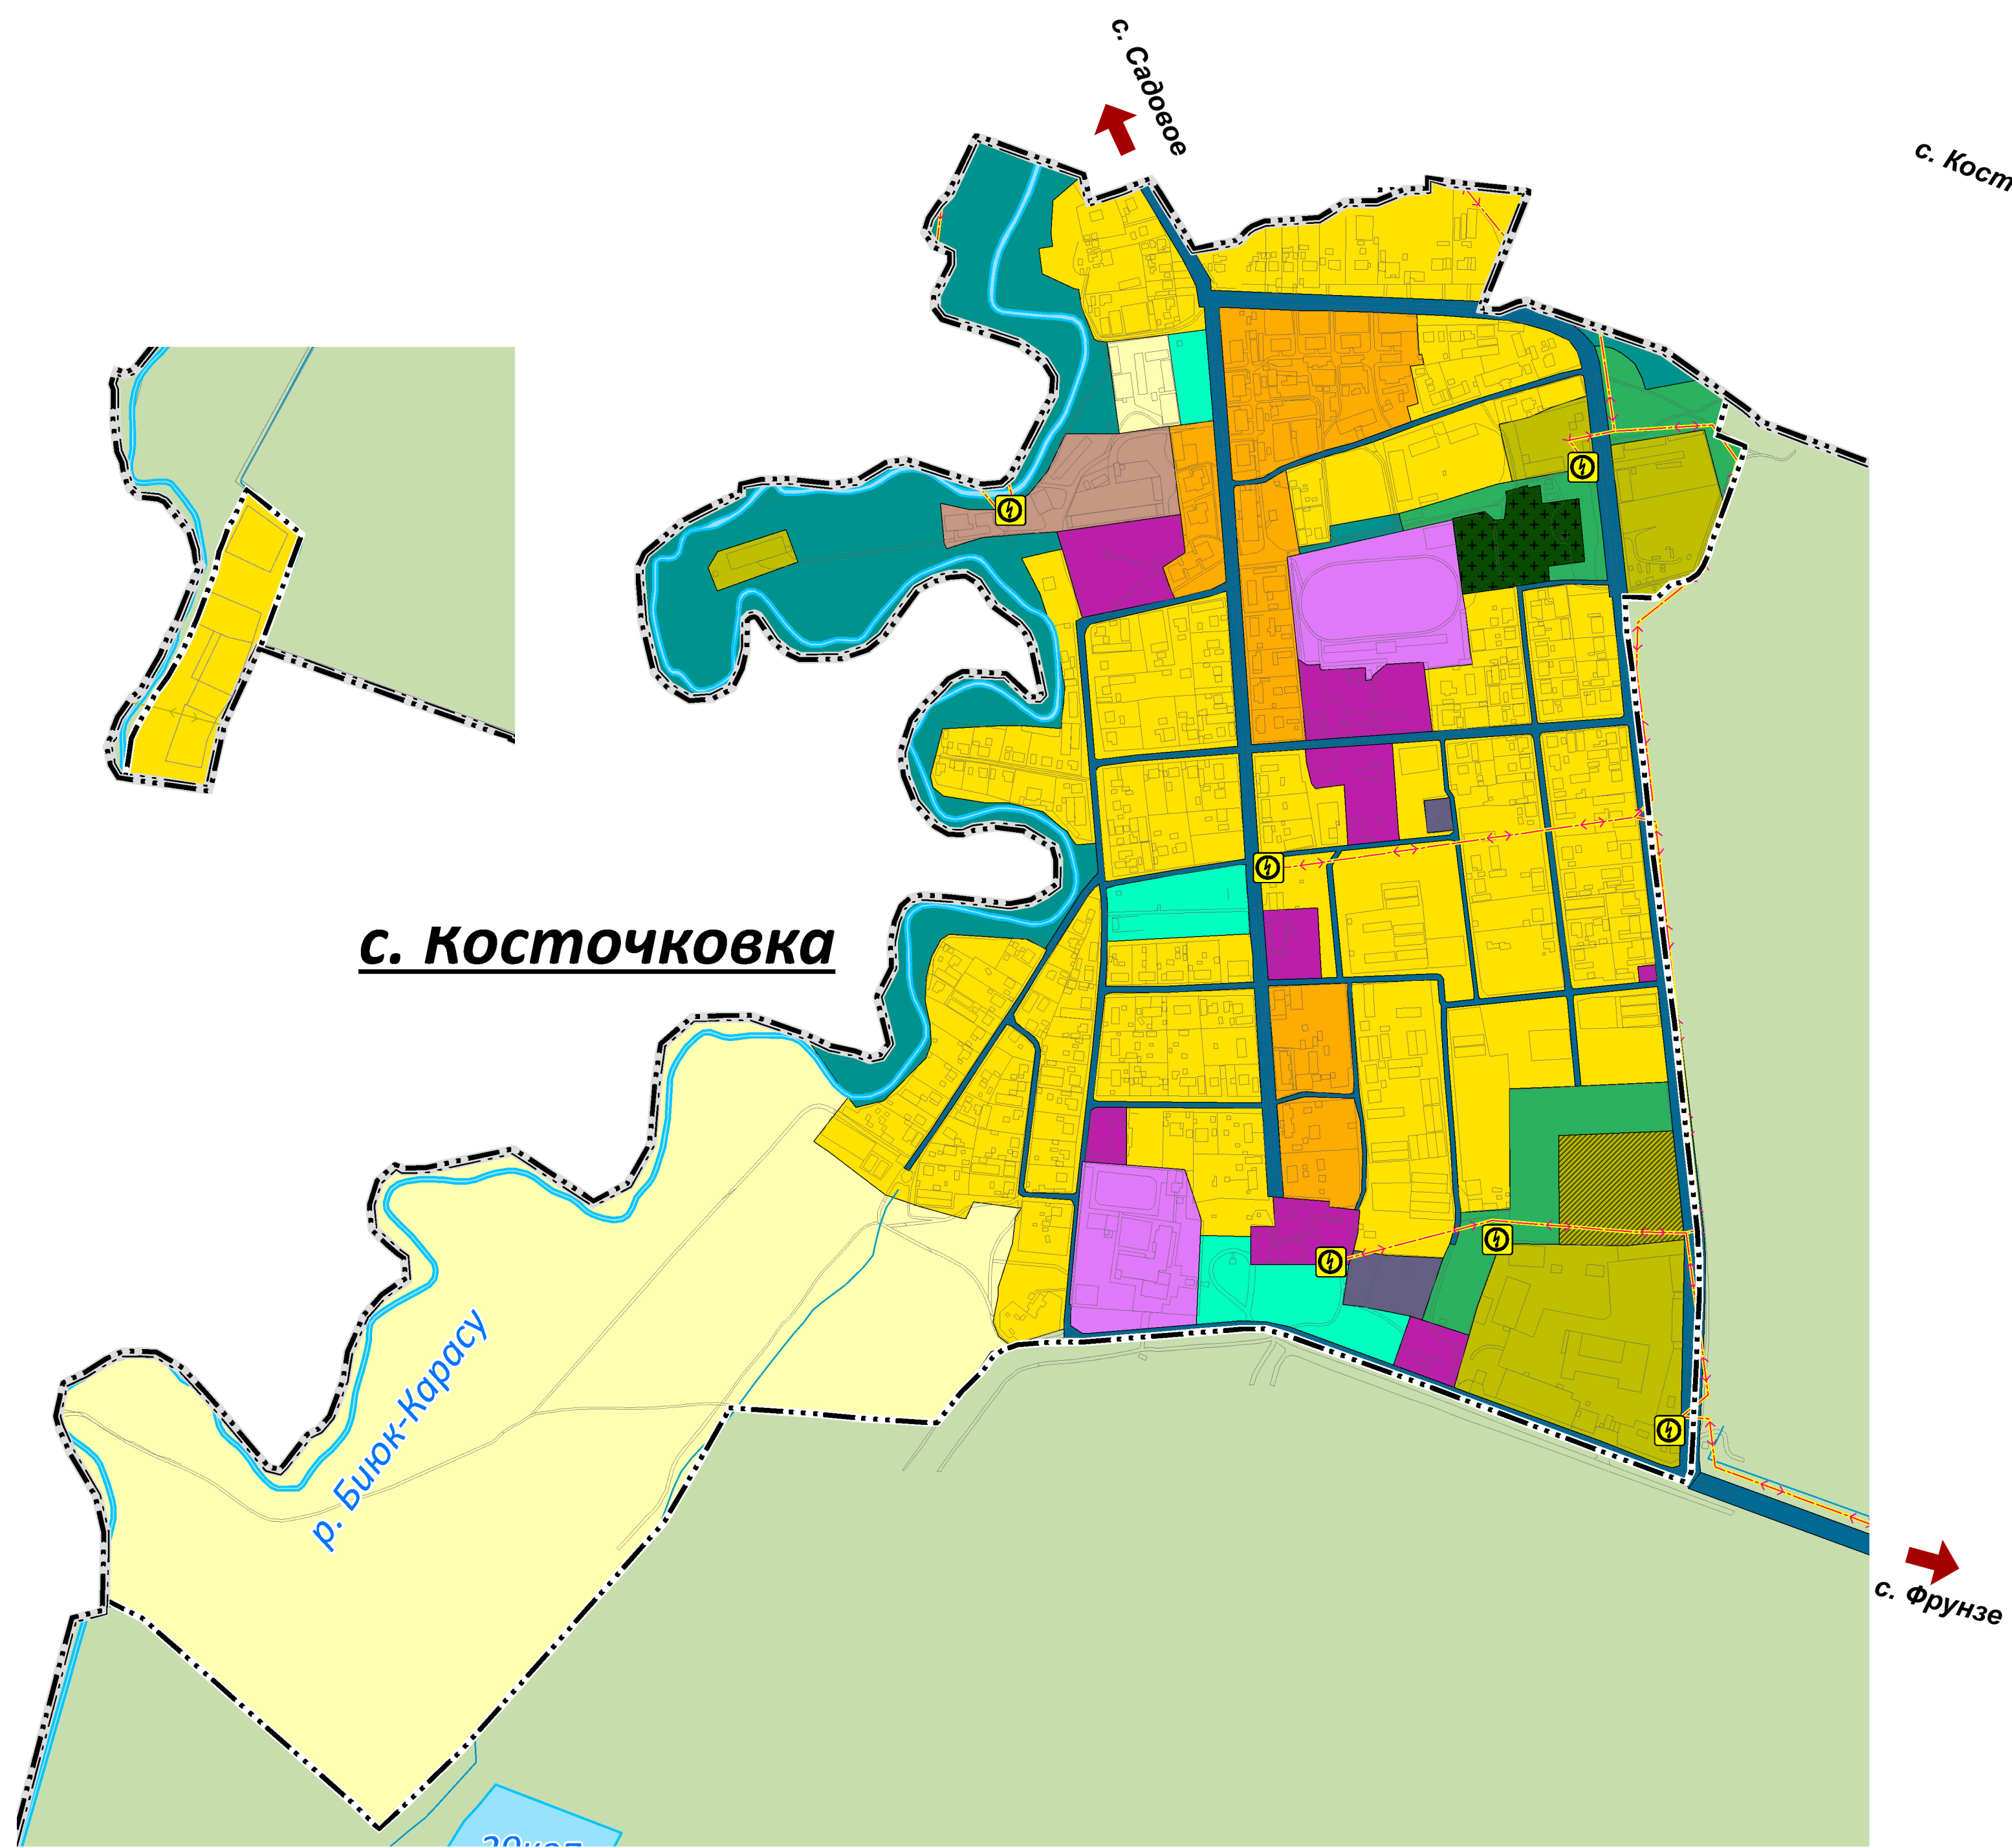 с. Садовое
с. Кост
с. Косточковка
р. Биюк-Карасу
с. Фрунзе